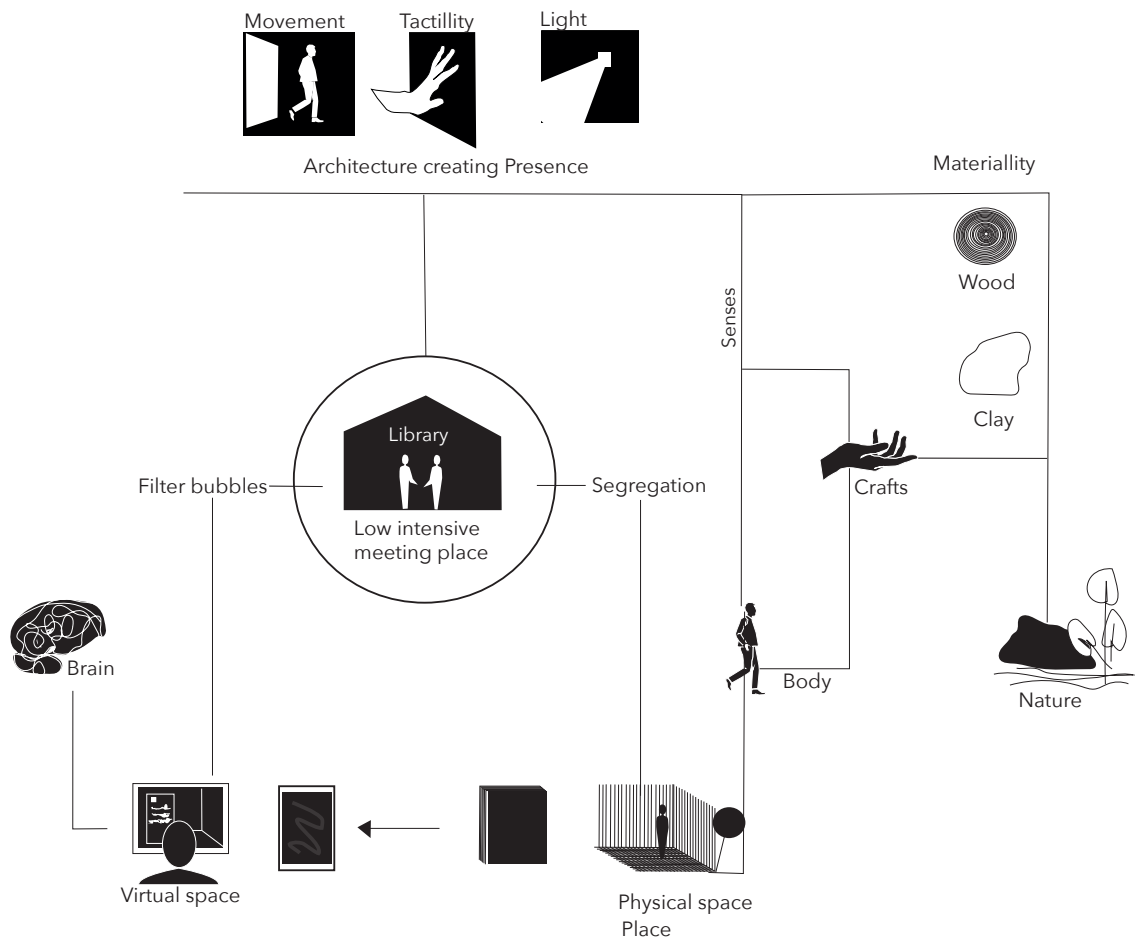 Movement
Tactillity
Light
Architecture creating Presence
Materiallity
Wood
Senses
Clay
Library
Filter bubbles
Segregation
Crafts
Low intensive
meeting place
Brain
Body
Nature
Virtual space
Physical space
Place